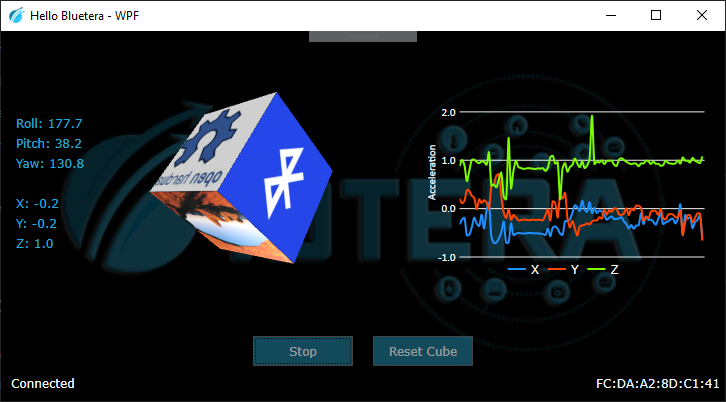 Hello Bluetera - WPF
Roll: 177.7
Pitch: 38.2
Yaw: 130.8
X: -0.2
Y: -0.2
Z: 1.0
open hardware
TERA
Acceleration
2.0
1.0
0.0
-1.0
X Y Z
Stop
Reset Cube
Connected
FC:DA:A2:8D:C1:41